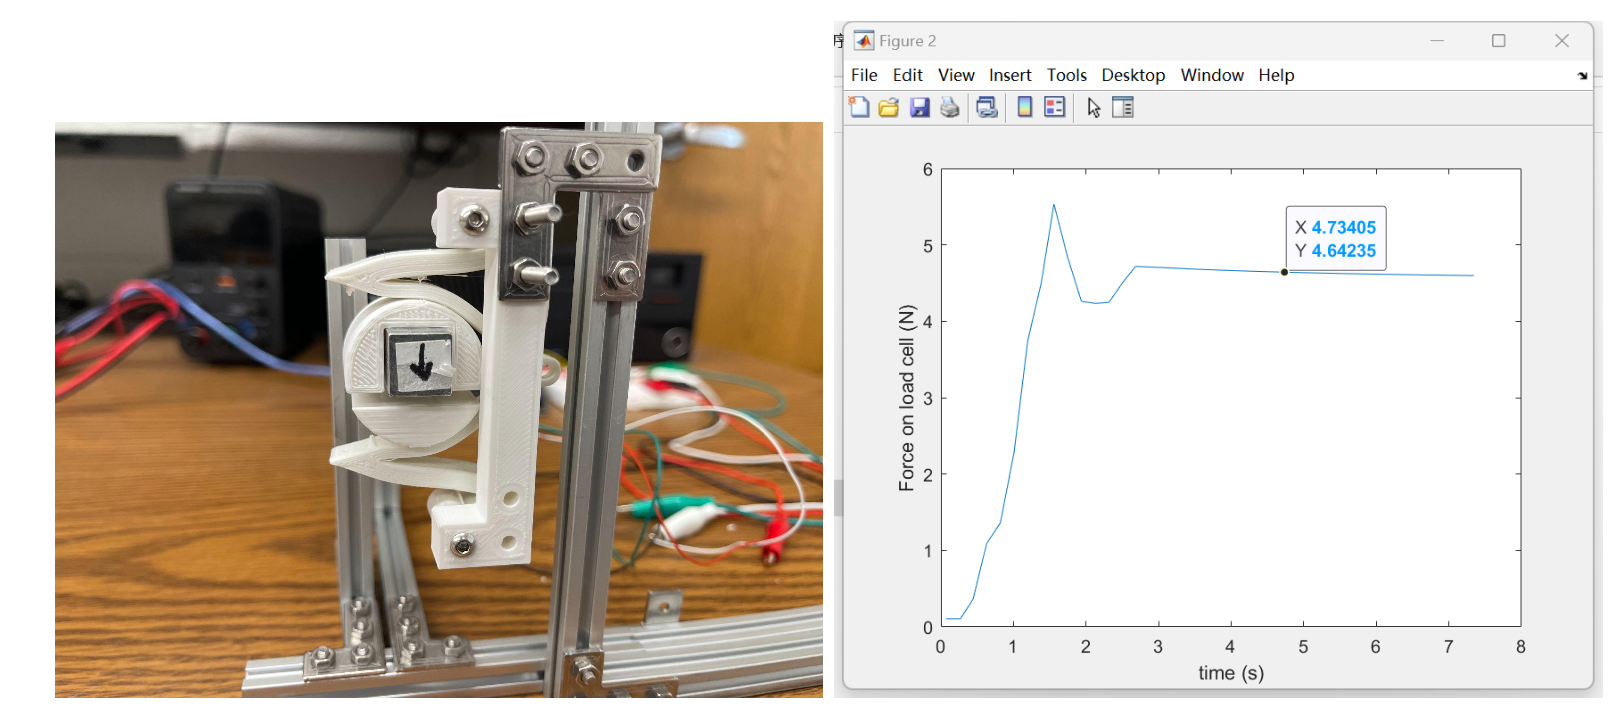 序
Figure 2
File Edit View Insert Tools Desktop Window Help
6
5
4
3
2
1
0
Force on load cell (N)
X 4.73405
Y 4.64235
0 1 2 3 4 5 6 7 8
time (s)